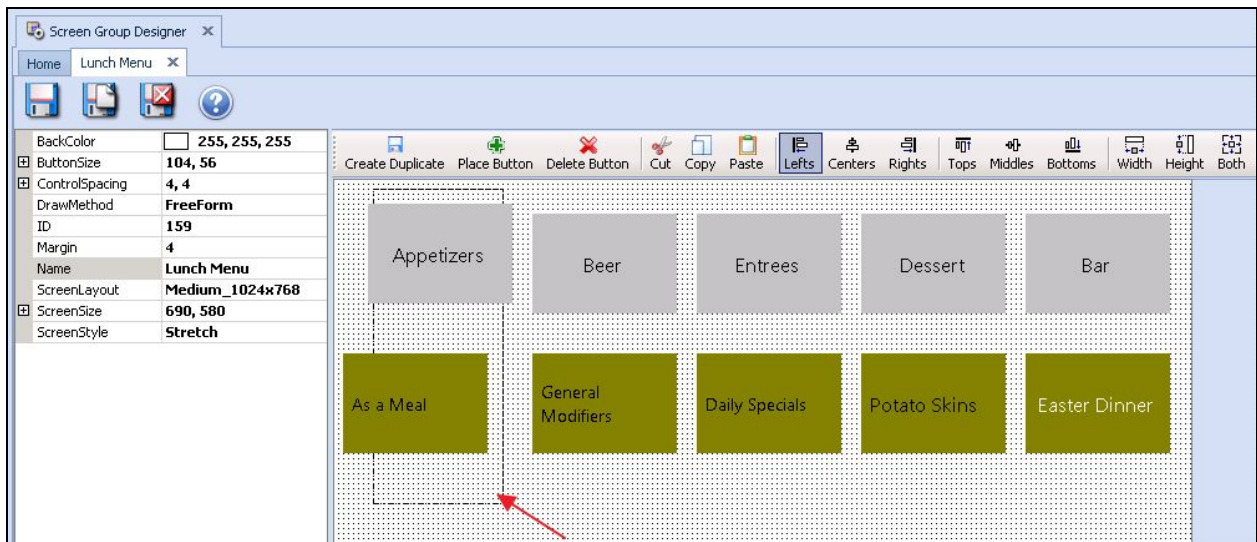 Screen Group Designer
Home Lunch Menu
BackColor 255, 255, 255
ButtonSize 104, 56
ControlSpacing 4, 4
DrawMethod FreeForm
ID 159
Margin 4
Name Lunch Menu
ScreenLayout Medium_1024x768
ScreenSize 690, 580
ScreenStyle Stretch
Create Duplicate Place Button Delete Button Cut Copy Paste Lefts Centers Rights Tops Middles Bottoms Width Height Both
Appetizers Beer Entrees Dessert Bar
As a Meal General Modifiers Daily Specials Potato Skins Easter Dinner